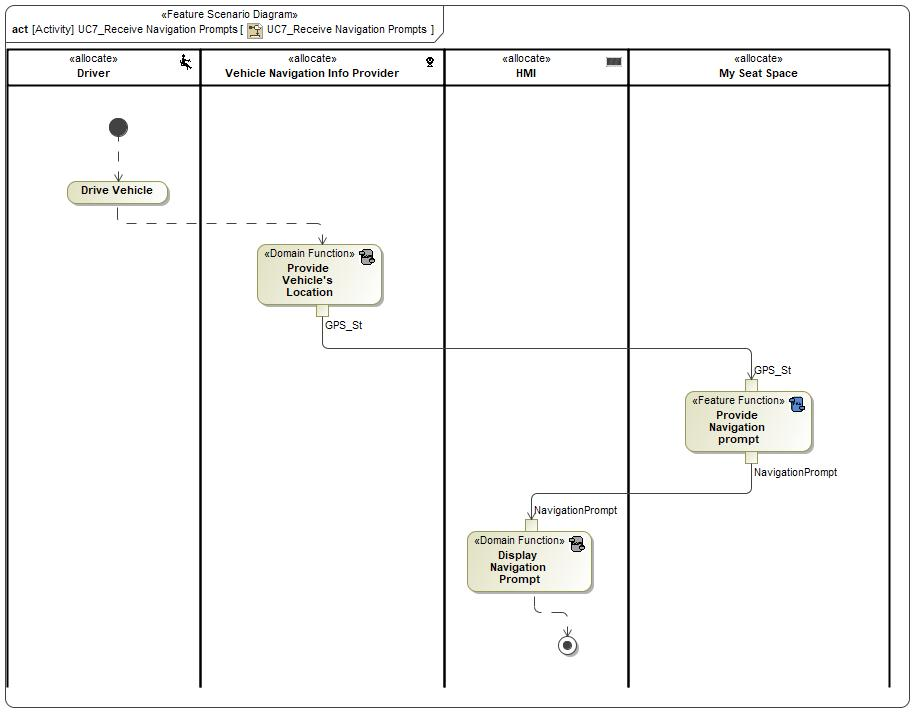 «Feature Scenario Diagram»
act [Activity] UC7_Receive Navigation Prompts [ UC7_Receive Navigation Prompts ]
«allocate»
Driver
«allocate»
Vehicle Navigation Info Provider
«allocate»
HMI
«allocate»
My Seat Space
Drive Vehicle
«Domain Function»
Provide
Vehicle's
Location
GPS_St
GPS_St
«Feature Function»
Provide
Navigation
prompt
NavigationPrompt
NavigationPrompt
«Domain Function»
Display
Navigation
Prompt